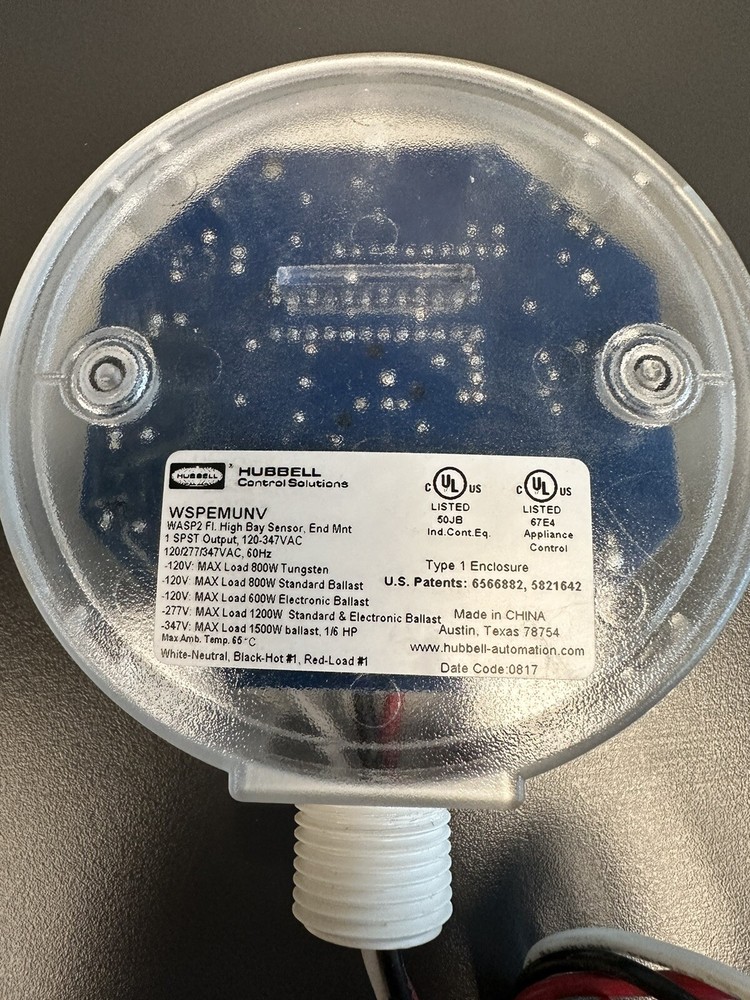 HUBBELL
HUBBELL
Control Solutions
WSPEMUNV
WASP2 Fl. High Bay Sensor, End Mnt
1 SPST Output, 120-347VAC
120/277/347VAC, 60Hz
-120V: MAX Load 800W Tungsten
-120V: MAX Load 800W Standard Ballast
-120V: MAX Load 600W Electronic Ballast
-277V: MAX Load 1200W Standard & Electronic Ballast
-347V: MAX Load 1500W ballast, 1/6 HP
Max Amb. Temp. 65 °C
White-Neutral, Black-Hot #1, Red-Load #1
c UL US
LISTED
50JB
Ind.Cont.Eq.
c UL US
LISTED
67E4
Appliance
Control
Type 1 Enclosure
U.S. Patents: 6566882, 5821642
Made in CHINA
Austin, Texas 78754
www.hubbell-automation.com
Date Code:0817